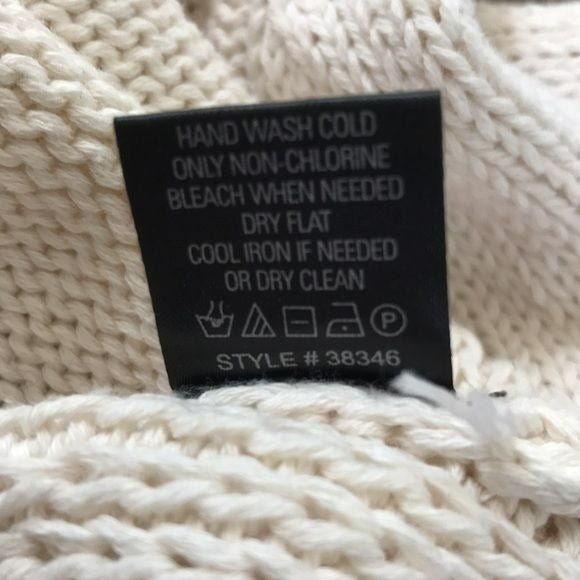 HAND WASH COLD
ONLY NON-CHLORINE
BLEACH WHEN NEEDED
DRY FLAT
COOL IRON IF NEEDED
OR DRY CLEAN
P
STYLE # 38346